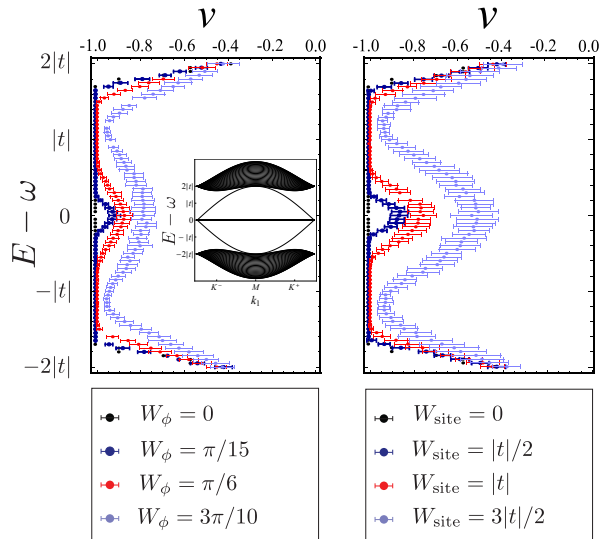 ν ν
-1.0 -0.8 -0.6 -0.4 -0.2 0.0 -1.0 -0.8 -0.6 -0.4 -0.2 0.0
2|t|
|t|
0
-|t|
-2|t|
E − ω
2|t|
|t|
0
-|t|
-2|t|
E − ω
K⁻ M K⁺
k₁
W_ϕ = 0
W_ϕ = π/15
W_ϕ = π/6
W_ϕ = 3π/10
W_site = 0
W_site = |t|/2
W_site = |t|
W_site = 3|t|/2